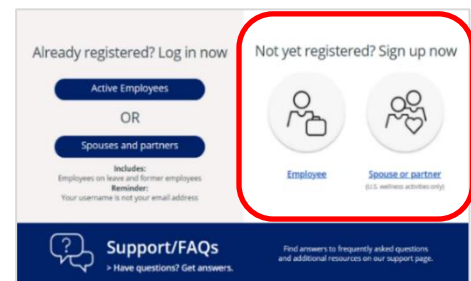 Already registered? Log in now
Active Employees
OR
Spouses and partners
Includes:
Employees on leave and former employees
Reminder:
Your username is not your email address
Not yet registered? Sign up now
Employee
Spouse or partner
(U.S. wellness activities only)
Support/FAQs
> Have questions? Get answers.
Find answers to frequently asked questions
and additional resources on our support page.